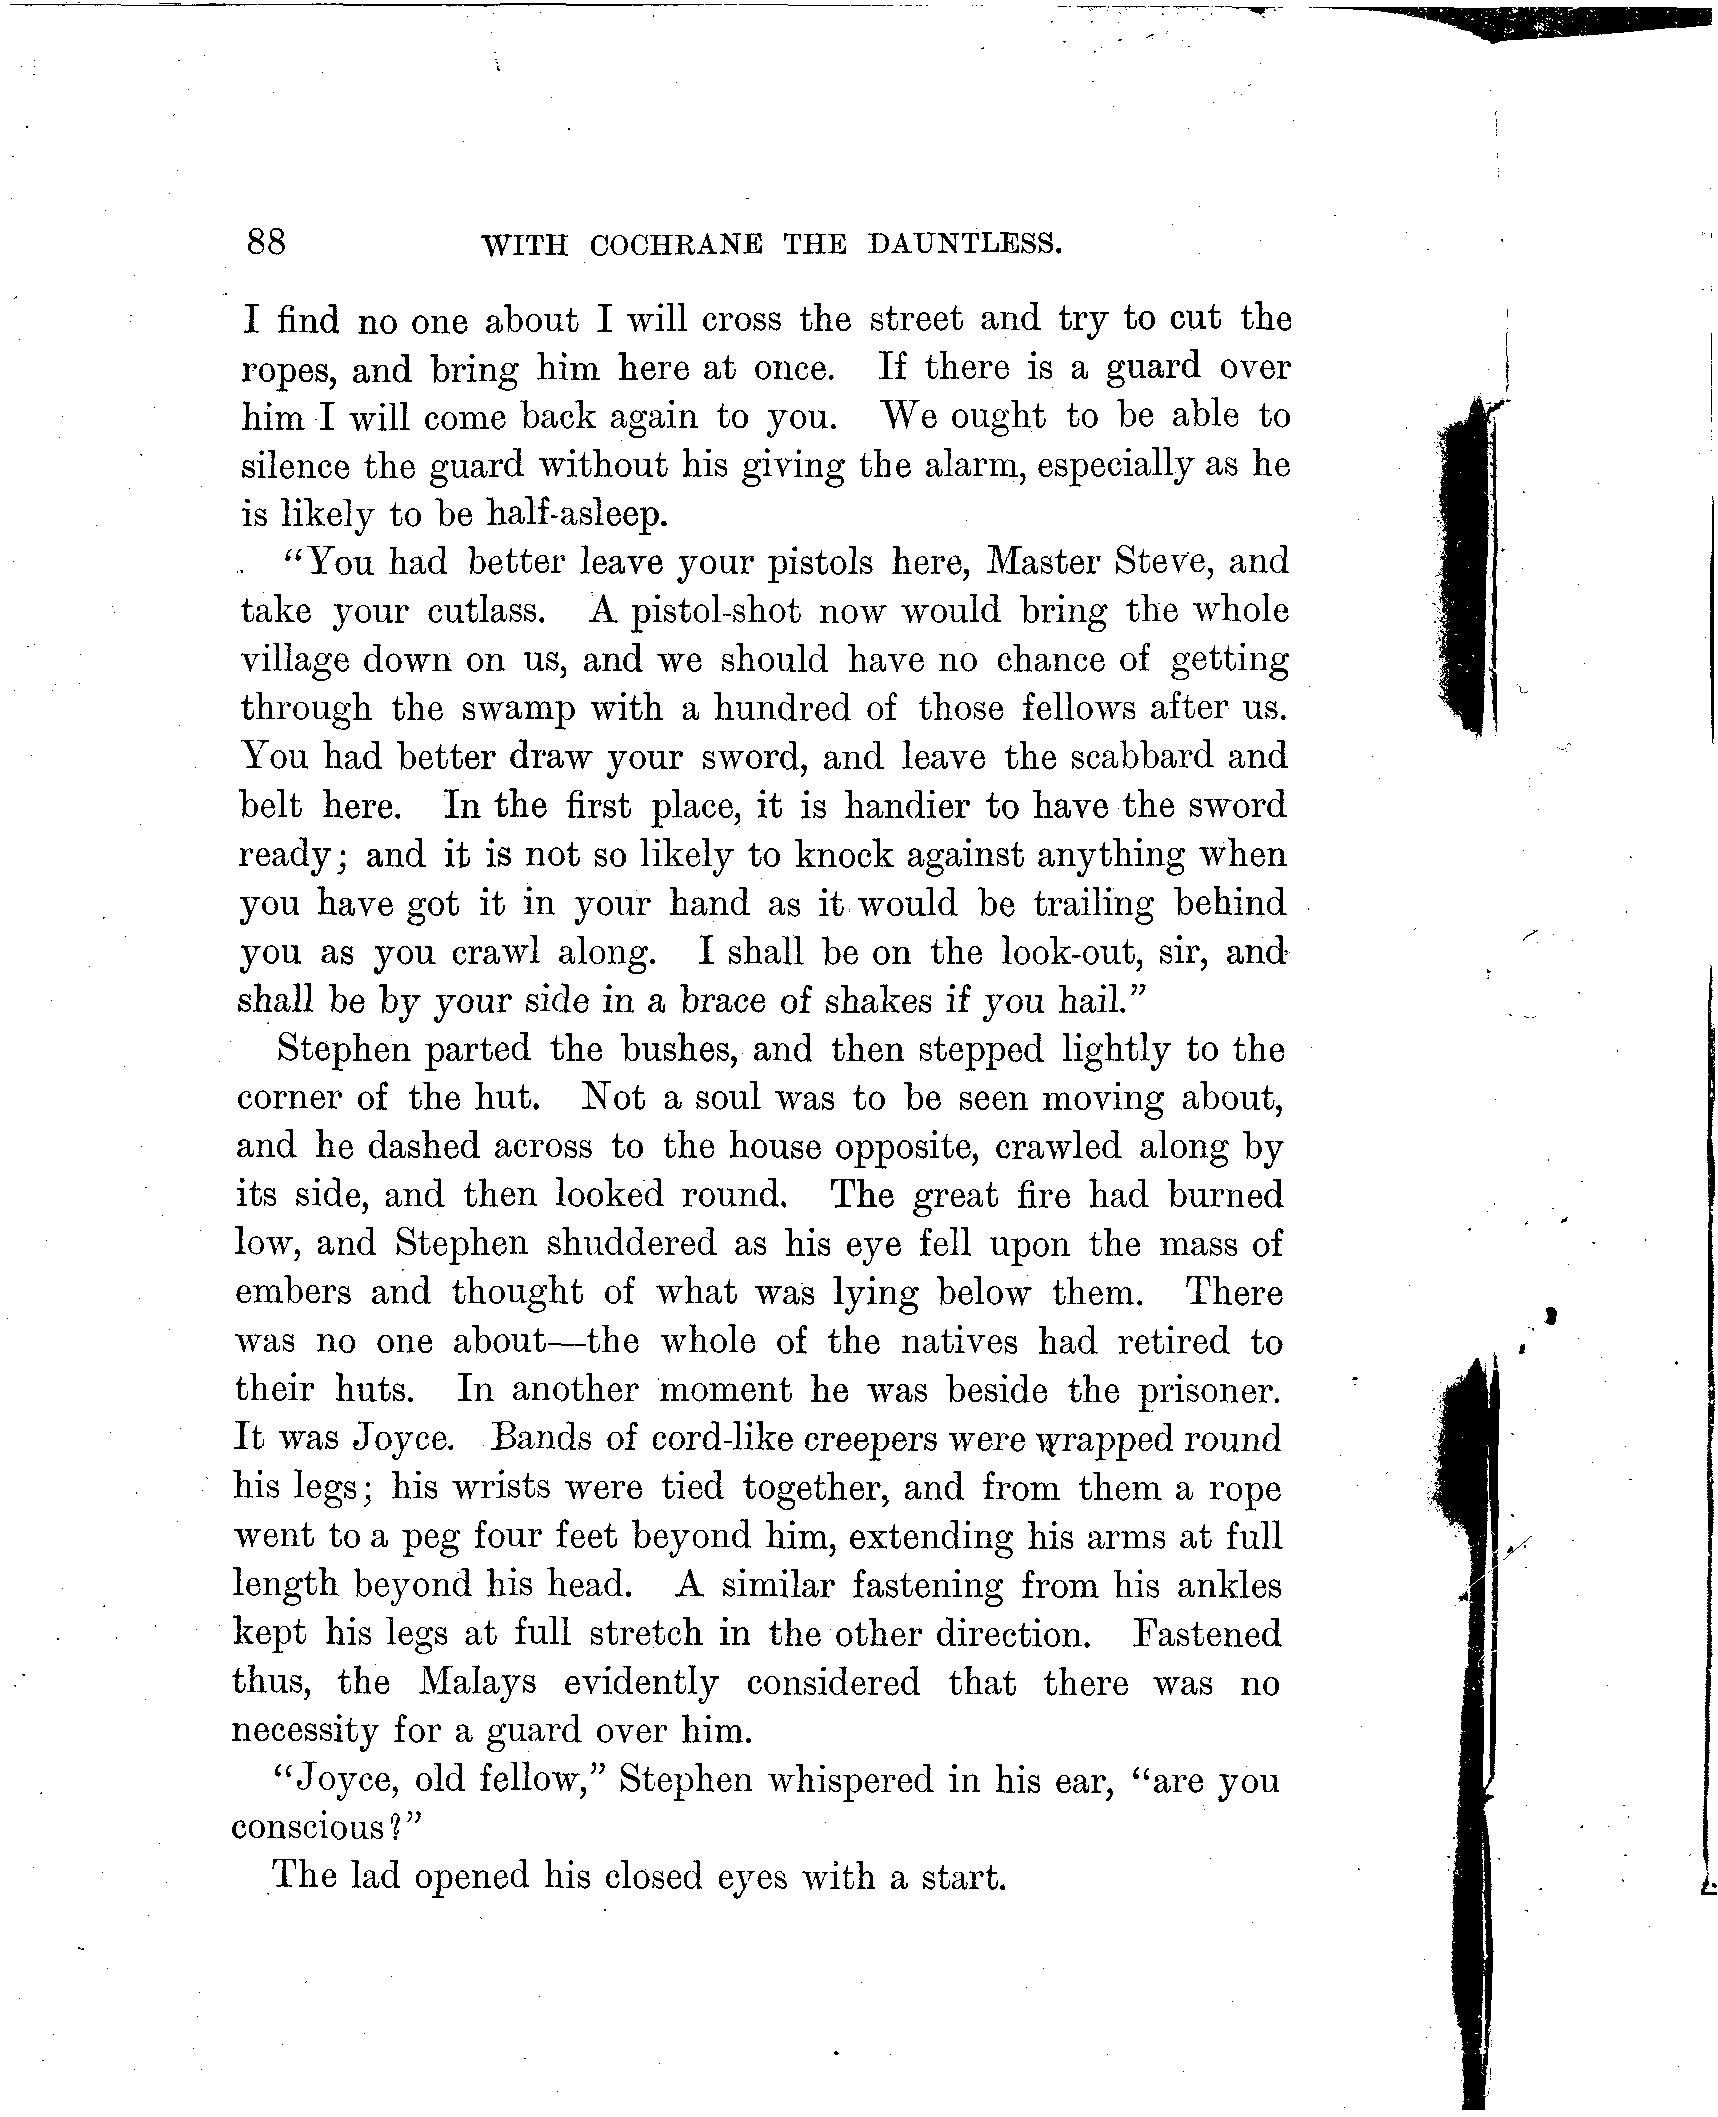 88 WITH COCHRANE THE DAUNTLESS.
I find no one about I will cross the street and try to cut the
ropes, and bring him here at once. If there is a guard over
him I will come back again to you. We ought to be able to
silence the guard without his giving the alarm, especially as he
is likely to be half-asleep.
“You had better leave your pistols here, Master Steve, and
take your cutlass. A pistol-shot now would bring the whole
village down on us, and we should have no chance of getting
through the swamp with a hundred of those fellows after us.
You had better draw your sword, and leave the scabbard and
belt here. In the first place, it is handier to have the sword
ready; and it is not so likely to knock against anything when
you have got it in your hand as it would be trailing behind
you as you crawl along. I shall be on the look-out, sir, and
shall be by your side in a brace of shakes if you hail.”
Stephen parted the bushes, and then stepped lightly to the
corner of the hut. Not a soul was to be seen moving about,
and he dashed across to the house opposite, crawled along by
its side, and then looked round. The great fire had burned
low, and Stephen shuddered as his eye fell upon the mass of
embers and thought of what was lying below them. There
was no one about—the whole of the natives had retired to
their huts. In another moment he was beside the prisoner.
It was Joyce. Bands of cord-like creepers were wrapped round
his legs; his wrists were tied together, and from them a rope
went to a peg four feet beyond him, extending his arms at full
length beyond his head. A similar fastening from his ankles
kept his legs at full stretch in the other direction. Fastened
thus, the Malays evidently considered that there was no
necessity for a guard over him.
“Joyce, old fellow,” Stephen whispered in his ear, “are you
conscious?”
The lad opened his closed eyes with a start.